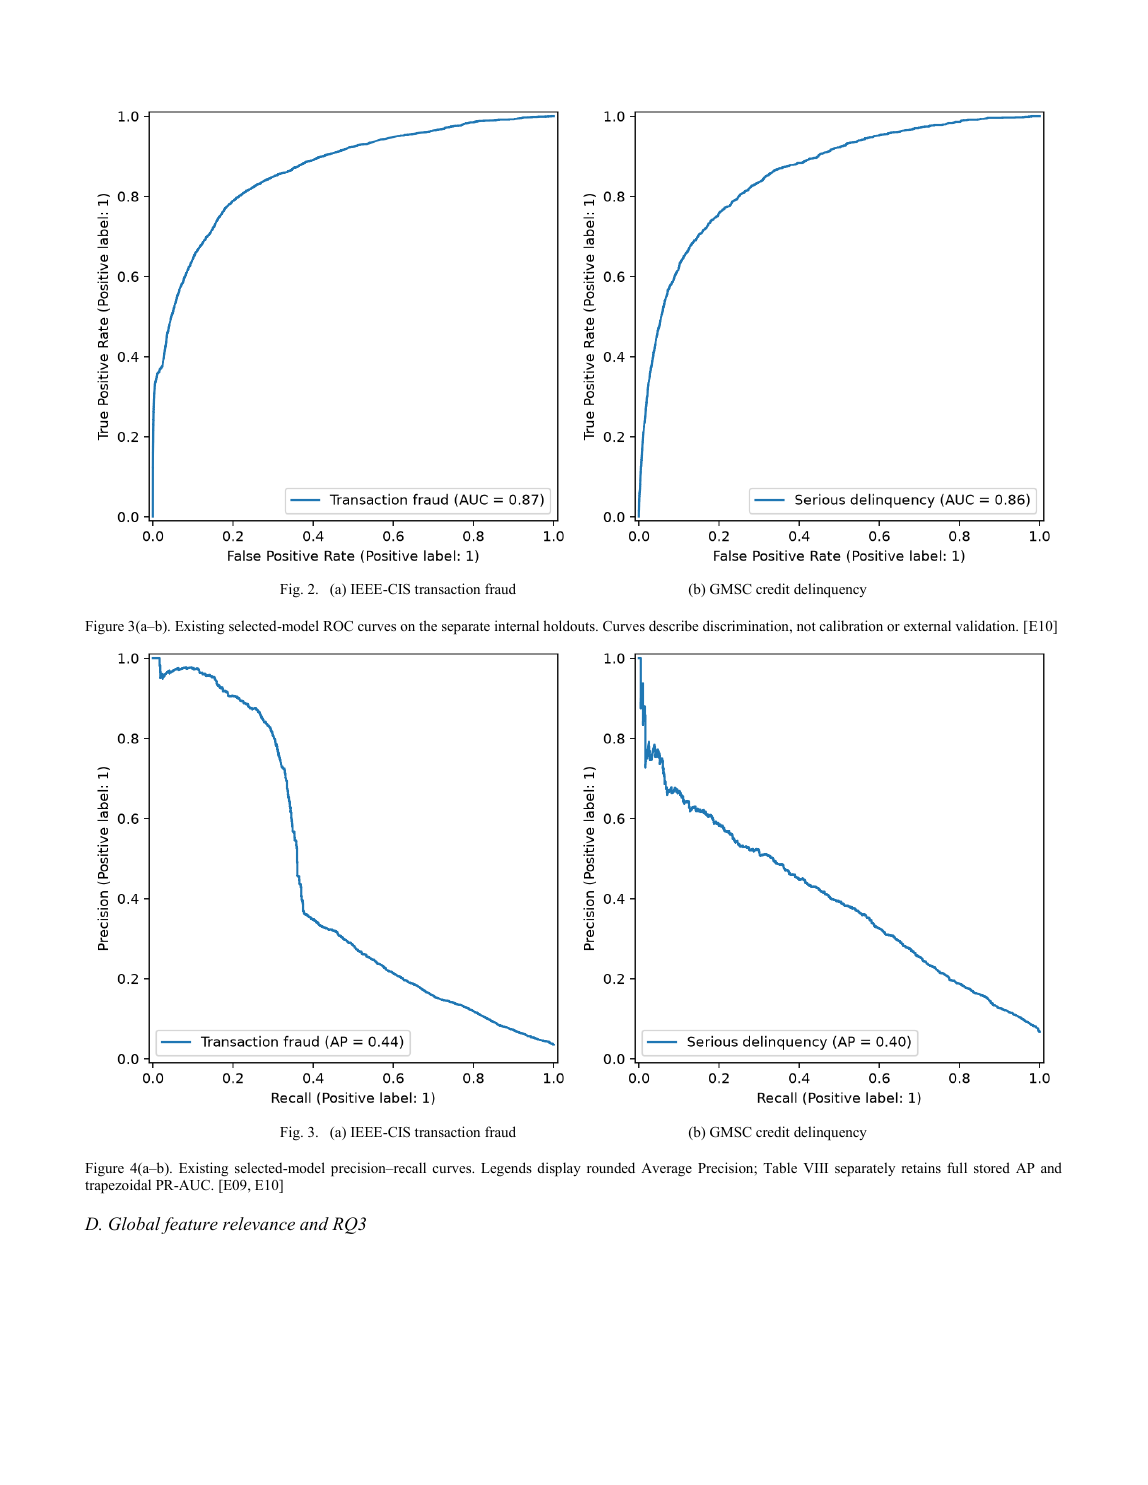 1.0
0.8
0.6
0.4
0.2
0.0
True Positive Rate (Positive label: 1)
Transaction fraud (AUC = 0.87)
0.0 0.2 0.4 0.6 0.8 1.0
False Positive Rate (Positive label: 1)
1.0
0.8
0.6
0.4
0.2
0.0
True Positive Rate (Positive label: 1)
Serious delinquency (AUC = 0.86)
0.0 0.2 0.4 0.6 0.8 1.0
False Positive Rate (Positive label: 1)
Fig. 2. (a) IEEE-CIS transaction fraud
(b) GMSC credit delinquency
Figure 3(a–b). Existing selected-model ROC curves on the separate internal holdouts. Curves describe discrimination, not calibration or external validation. [E10]
1.0
0.8
0.6
0.4
0.2
0.0
Precision (Positive label: 1)
Transaction fraud (AP = 0.44)
0.0 0.2 0.4 0.6 0.8 1.0
Recall (Positive label: 1)
1.0
0.8
0.6
0.4
0.2
0.0
Precision (Positive label: 1)
Serious delinquency (AP = 0.40)
0.0 0.2 0.4 0.6 0.8 1.0
Recall (Positive label: 1)
Fig. 3. (a) IEEE-CIS transaction fraud
(b) GMSC credit delinquency
Figure 4(a–b). Existing selected-model precision–recall curves. Legends display rounded Average Precision; Table VIII separately retains full stored AP and
trapezoidal PR-AUC. [E09, E10]
D. Global feature relevance and RQ3